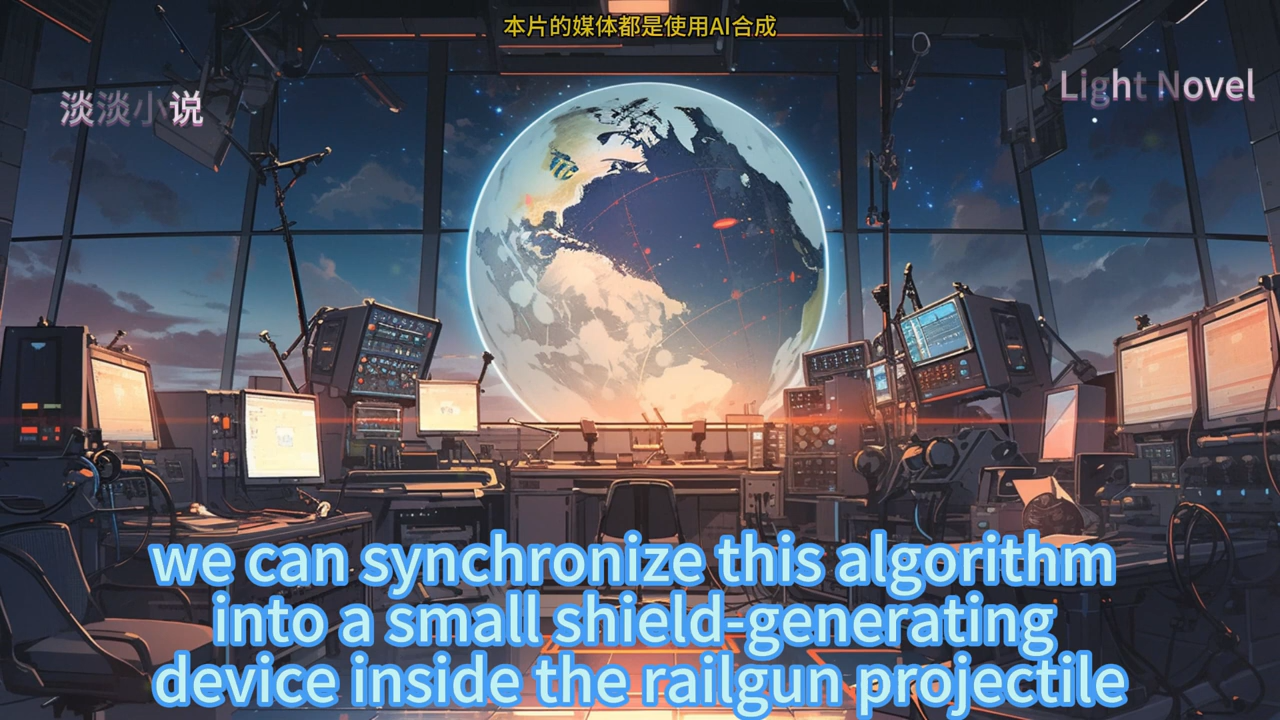 本片的媒体都是使用AI合成
淡淡小说
Light Novel
we can synchronize this algorithm
into a small shield-generating
device inside the railgun projectile